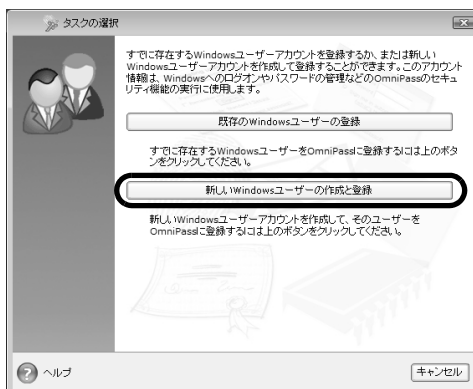 タスクの選択
すでに存在するWindowsユーザーアカウントを登録するか、または新しい
Windowsユーザーアカウントを作成して登録することができます。このアカウント
情報は、Windowsへのログオンやパスワードの管理などのOmniPassのセキュ
リティ機能の実行に使用します。
既存のWindowsユーザーの登録
すでに存在するWindowsユーザーをOmniPassに登録するには上のボタ
ンをクリックしてください。
新しいWindowsユーザーの作成と登録
新しいWindowsユーザーアカウントを作成して、そのユーザーを
OmniPassに登録するには上のボタンをクリックしてください。
ヘルプ
キャンセル